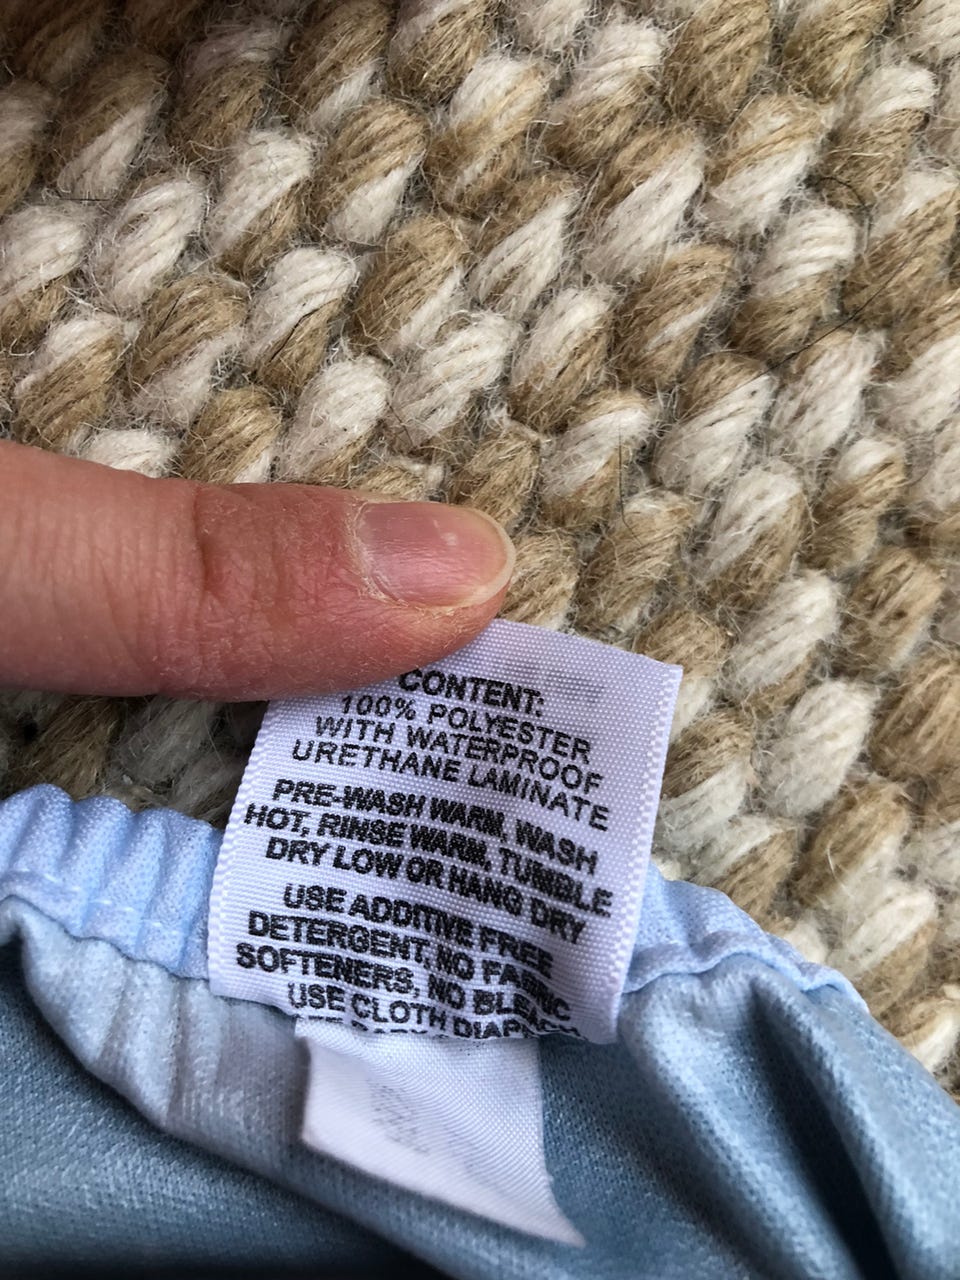 CONTENT:
100% POLYESTER
WITH WATERPROOF
URETHANE LAMINATE
PRE-WASH WARM, WASH
HOT, RINSE WARM, TUMBLE
DRY LOW OR HANG DRY
USE ADDITIVE FREE
DETERGENT, NO FABRIC
SOFTENERS, NO BLEACH
USE CLOTH